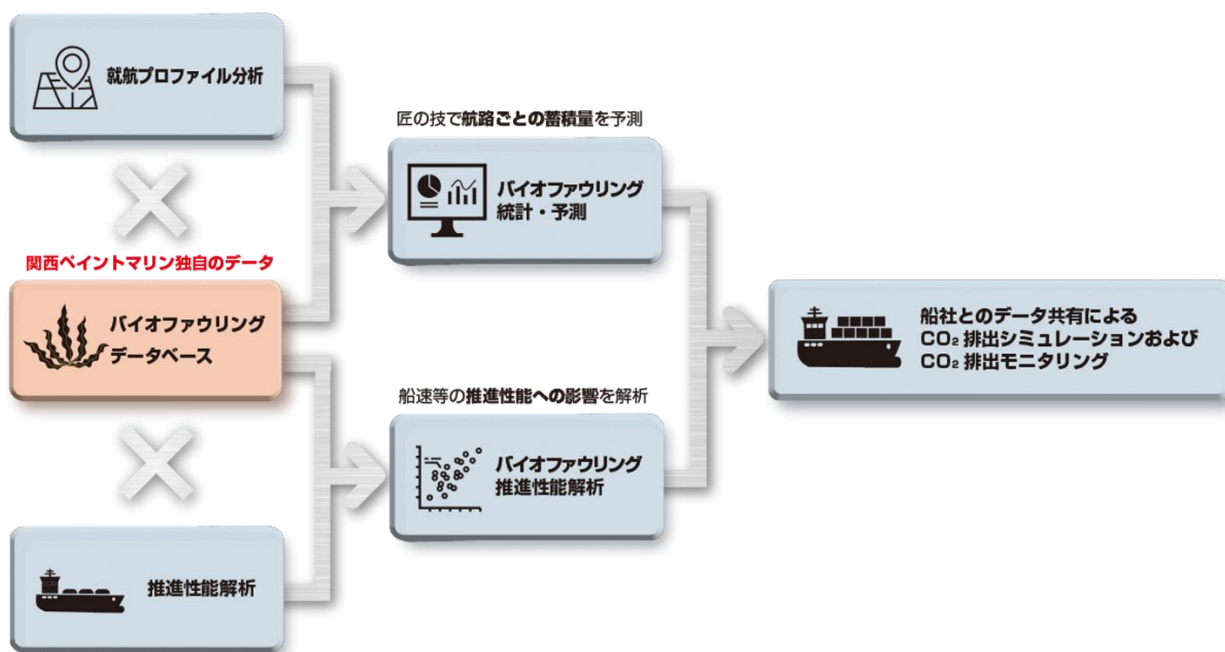 就航プロファイル分析
関西ペイントマリン独自のデータ
バイオファウリング
データベース
推進性能解析
匠の技で航路ごとの蓄積量を予測
バイオファウリング
統計・予測
船速等の推進性能への影響を解析
バイオファウリング
推進性能解析
船社とのデータ共有による
CO₂ 排出シミュレーションおよび
CO₂ 排出モニタリング